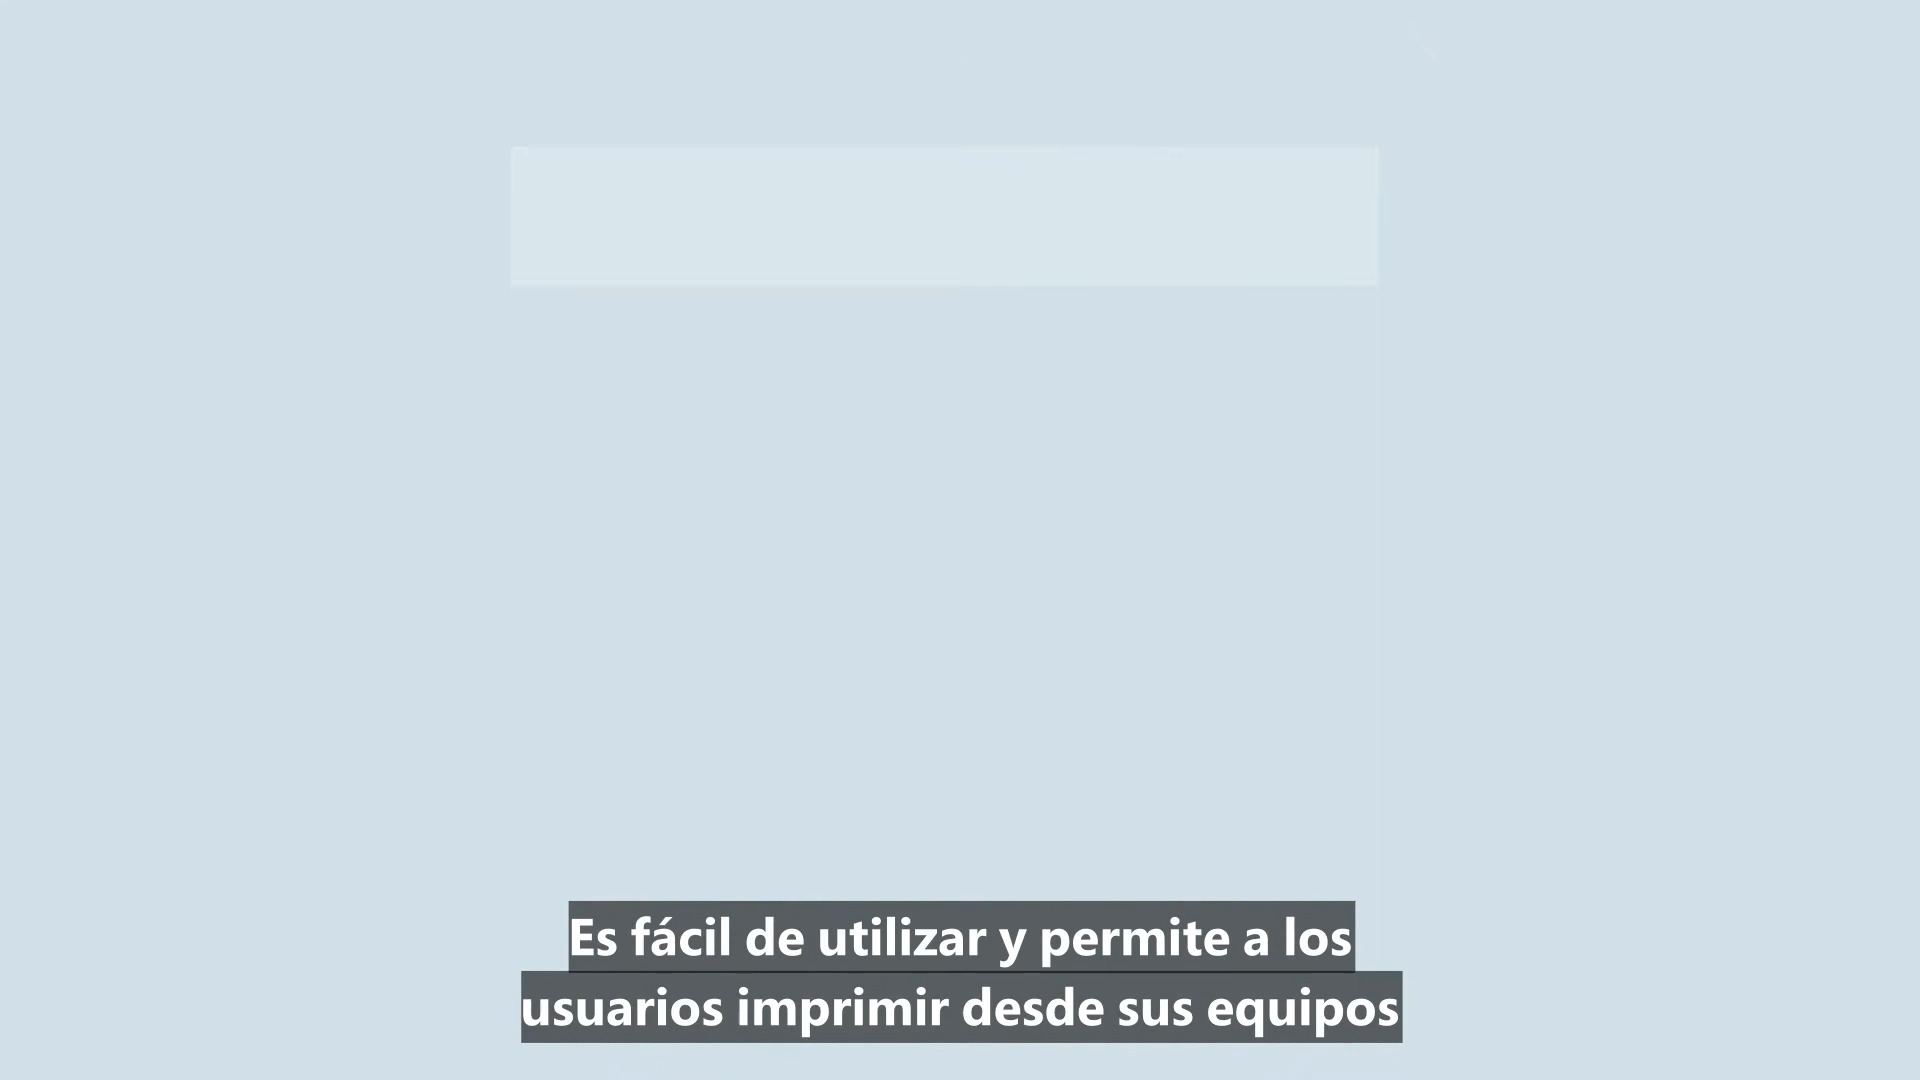 Es fácil de utilizar y permite a los
usuarios imprimir desde sus equipos